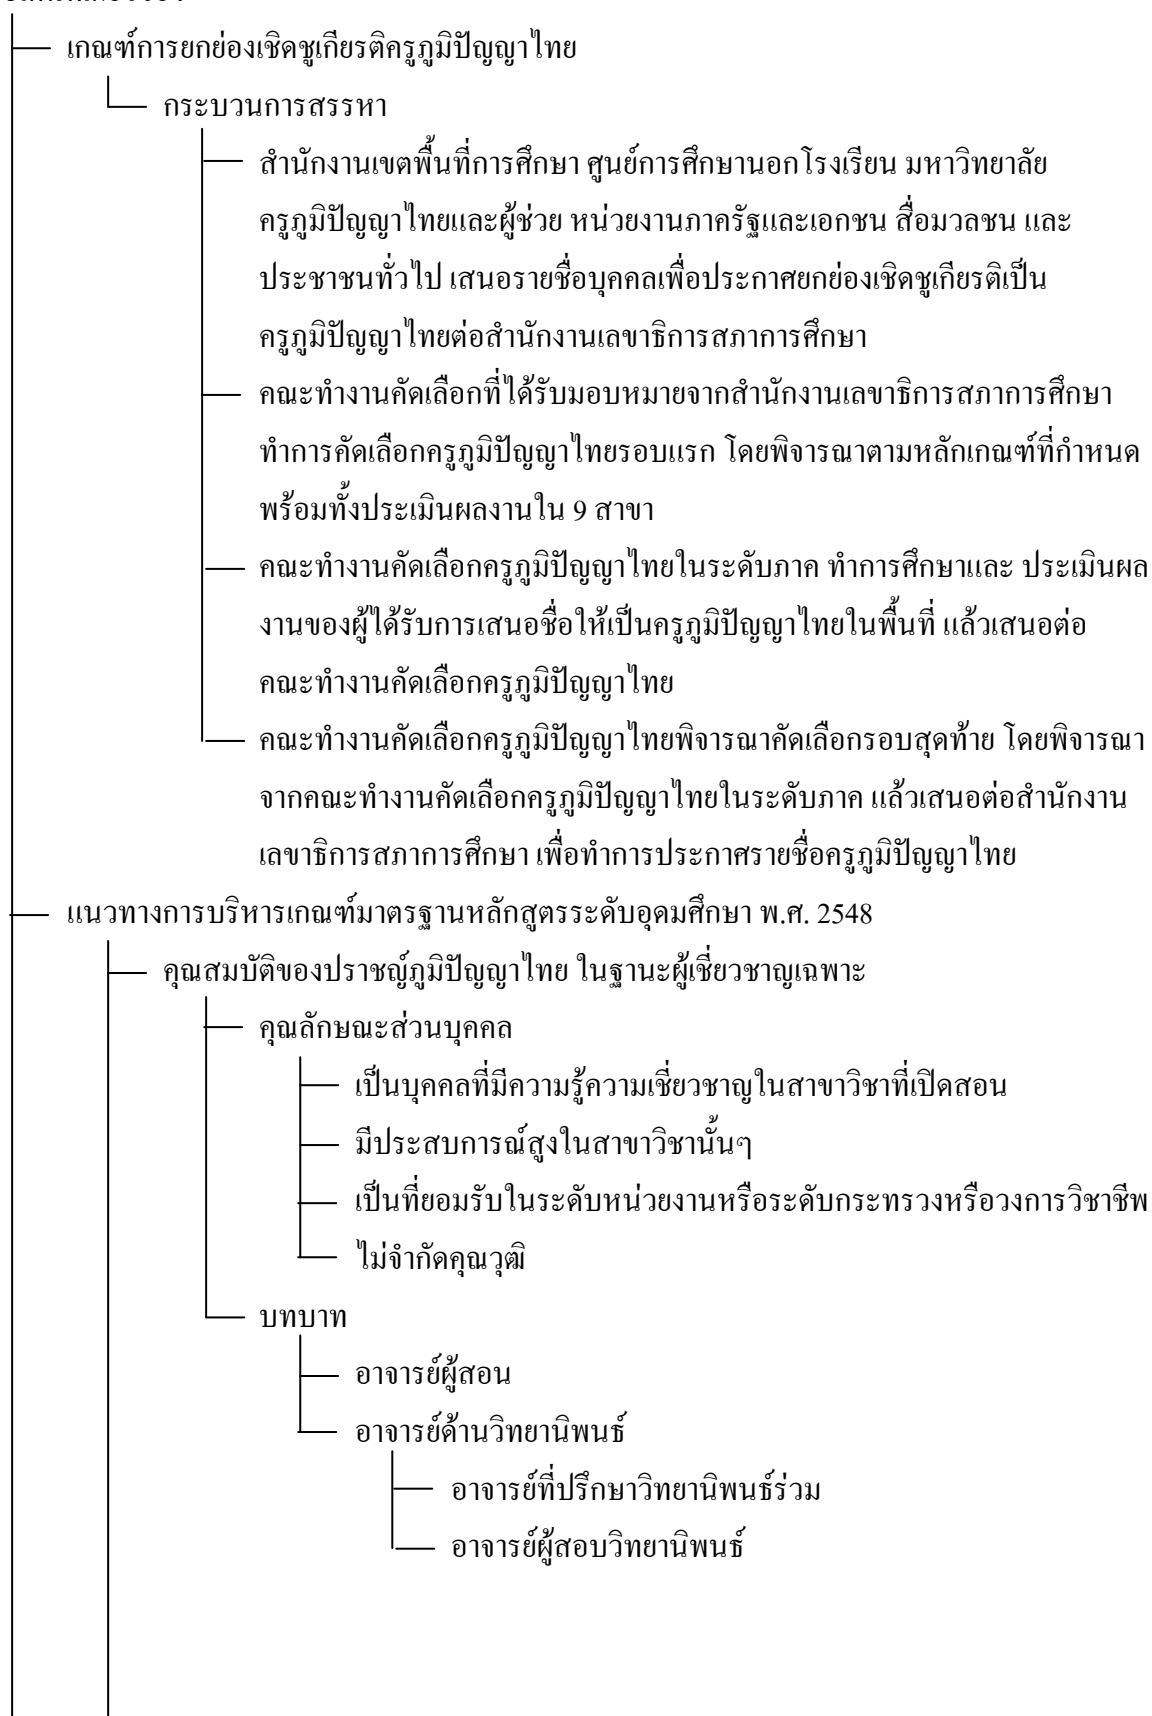 เกณฑ์การยกย่องเชิดชูเกียรติครูภูมิปัญญาไทย
กระบวนการสรรหา
สำนักงานเขตพื้นที่การศึกษา ศูนย์การศึกษานอกโรงเรียน มหาวิทยาลัย
ครูภูมิปัญญาไทยและผู้ช่วย หน่วยงานภาครัฐและเอกชน สื่อมวลชน และ
ประชาชนทั่วไป เสนอรายชื่อบุคคลเพื่อประกาศยกย่องเชิดชูเกียรติเป็น
ครูภูมิปัญญาไทยต่อสำนักงานเลขาธิการสภาการศึกษา
คณะทำงานคัดเลือกที่ได้รับมอบหมายจากสำนักงานเลขาธิการสภาการศึกษา
ทำการคัดเลือกครูภูมิปัญญาไทยรอบแรก โดยพิจารณาตามหลักเกณฑ์ที่กำหนด
พร้อมทั้งประเมินผลงานใน 9 สาขา
คณะทำงานคัดเลือกครูภูมิปัญญาไทยในระดับภาค ทำการศึกษาและ ประเมินผล
งานของผู้ได้รับการเสนอชื่อให้เป็นครูภูมิปัญญาไทยในพื้นที่ แล้วเสนอต่อ
คณะทำงานคัดเลือกครูภูมิปัญญาไทย
คณะทำงานคัดเลือกครูภูมิปัญญาไทยพิจารณาคัดเลือกรอบสุดท้าย โดยพิจารณา
จากคณะทำงานคัดเลือกครูภูมิปัญญาไทยในระดับภาค แล้วเสนอต่อสำนักงาน
เลขาธิการสภาการศึกษา เพื่อทำการประกาศรายชื่อครูภูมิปัญญาไทย
แนวทางการบริหารเกณฑ์มาตรฐานหลักสูตรระดับอุดมศึกษา พ.ศ. 2548
คุณสมบัติของปราชญ์ภูมิปัญญาไทย ในฐานะผู้เชี่ยวชาญเฉพาะ
คุณลักษณะส่วนบุคคล
เป็นบุคคลที่มีความรู้ความเชี่ยวชาญในสาขาวิชาที่เปิดสอน
มีประสบการณ์สูงในสาขาวิชานั้นๆ
เป็นที่ยอมรับในระดับหน่วยงานหรือระดับกระทรวงหรือวงการวิชาชีพ
ไม่จำกัดคุณวุฒิ
บทบาท
อาจารย์ผู้สอน
อาจารย์ด้านวิทยานิพนธ์
อาจารย์ที่ปรึกษาวิทยานิพนธ์ร่วม
อาจารย์ผู้สอบวิทยานิพนธ์